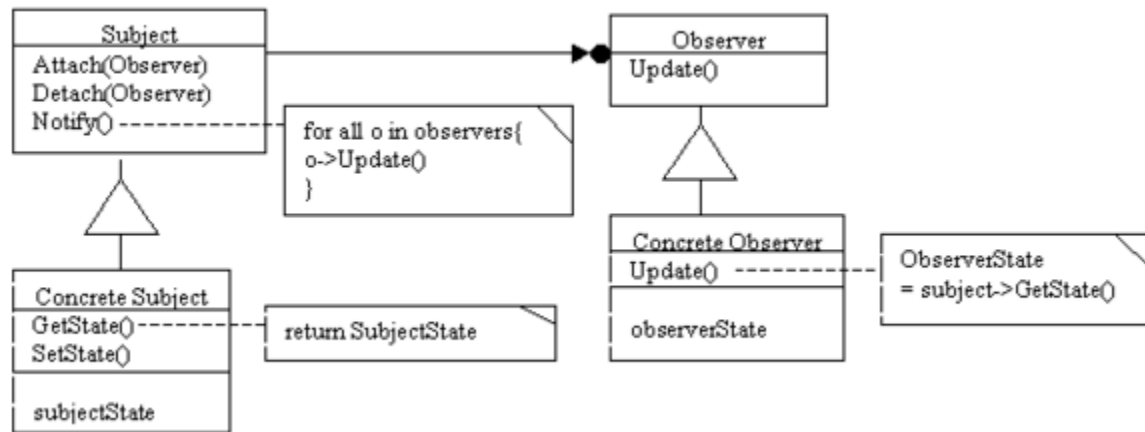 Subject
Attach(Observer)
Detach(Observer)
Notify()
for all o in observers{
o->Update()
}
Observer
Update()
Concrete Subject
GetState()
SetState()
subjectState
return SubjectState
Concrete Observer
Update()
observerState
ObserverState
= subject->GetState()